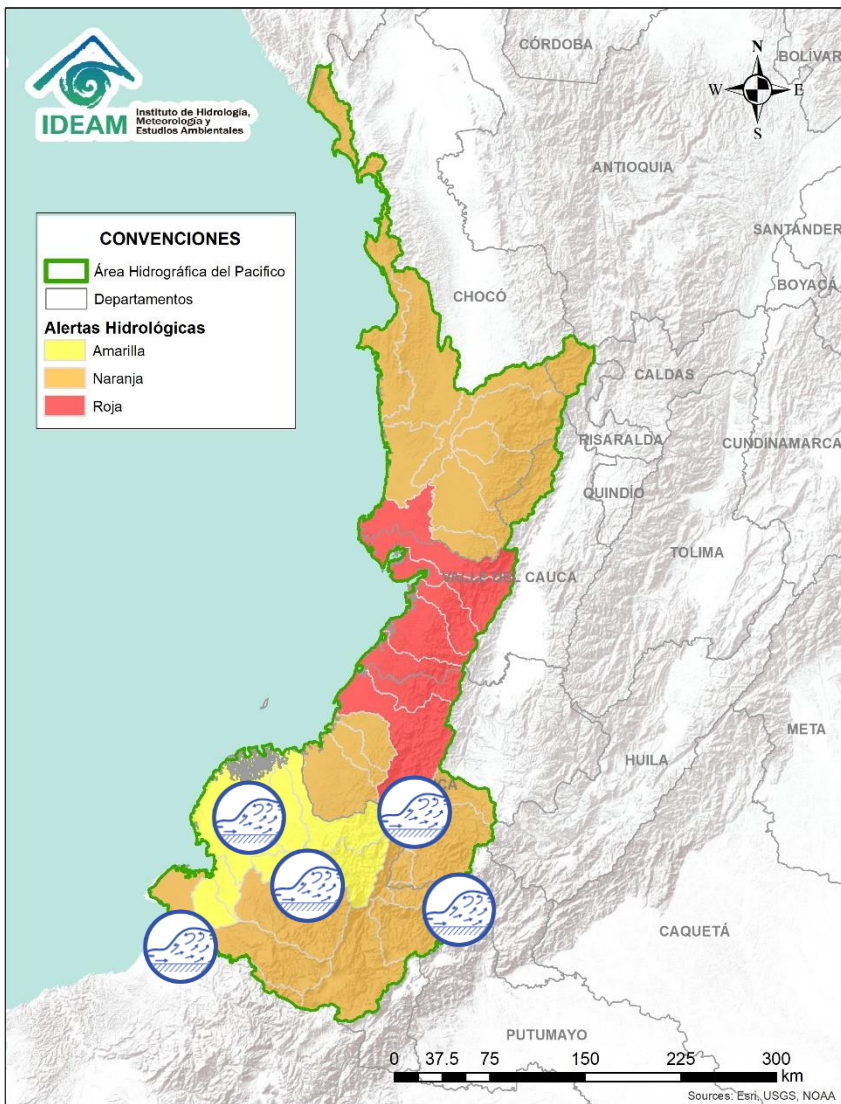 CÓRDOBA
BOLÍVAR
N
W
E
S
IDEAM
Instituto de Hidrología,
Meteorología y
Estudios Ambientales
ANTIOQUIA
SANTANDER
CONVENCIONES
Área Hidrográfica del Pacifico
Departamentos
Alertas Hidrológicas
Amarilla
Naranja
Roja
BOYACÁ
CHOCÓ
CALDAS
RISARALDA
CUNDINAMARCA
QUINDÍO
TOLIMA
VALLE DEL CAUCA
META
HUILA
CAQUETÁ
PUTUMAYO
0 37.5 75 150 225 300
km
Sources: Esri, USGS, NOAA